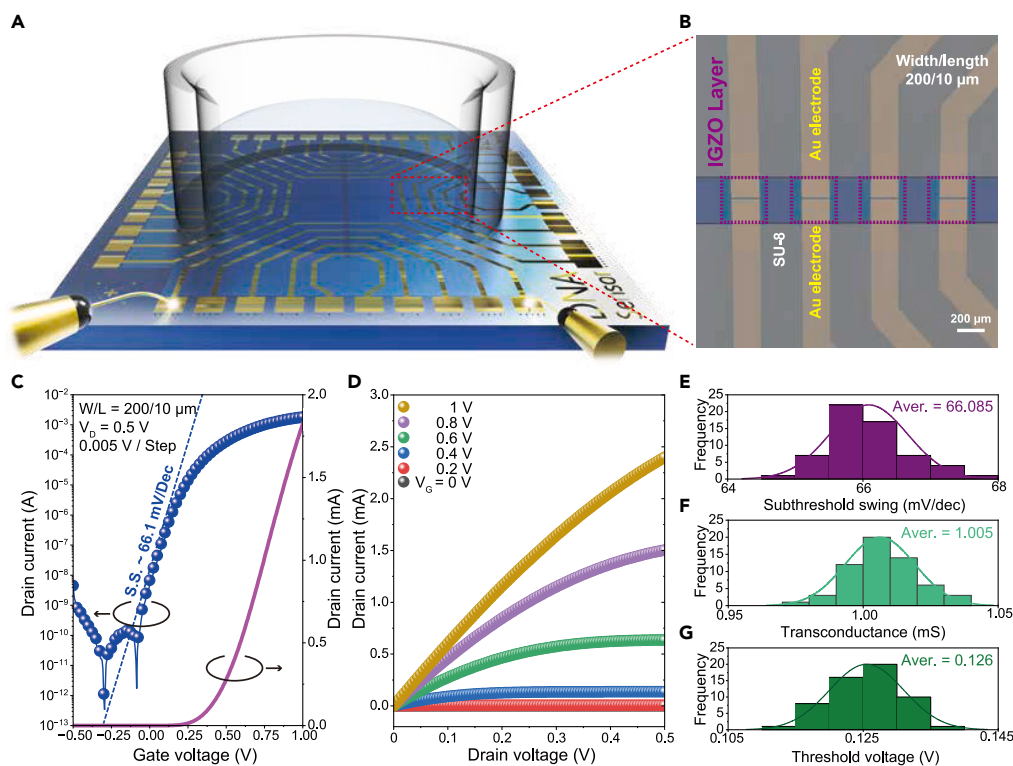 A
DNA
Sensor
B
Width/length
200/10 µm
IGZO Layer
Au electrode
SU-8
Au electrode
200 µm
C
W/L = 200/10 µm
V_D = 0.5 V
0.005 V / Step
S.S. ~ 66.1 mV/Dec
Drain current (A)
10⁻²
10⁻³
10⁻⁴
10⁻⁵
10⁻⁶
10⁻⁷
10⁻⁸
10⁻⁹
10⁻¹⁰
10⁻¹¹
10⁻¹²
10⁻¹³
2.0
1.5
1.0
0.5
0.0
Drain current (mA)
−0.50 −0.25 0.00 0.25 0.50 0.75 1.00
Gate voltage (V)
D
1 V
0.8 V
0.6 V
0.4 V
0.2 V
V_G = 0 V
Drain current (mA)
3.0
2.5
2.0
1.5
1.0
0.5
0.0
0 0.1 0.2 0.3 0.4 0.5
Drain voltage (V)
E
Aver. = 66.085
Frequency
25
20
15
10
5
0
64 66 68
Subthreshold swing (mV/dec)
F
Aver. = 1.005
Frequency
25
20
15
10
5
0
0.95 1.00 1.05
Transconductance (mS)
G
Aver. = 0.126
Frequency
25
20
15
10
5
0
0.105 0.125 0.145
Threshold voltage (V)